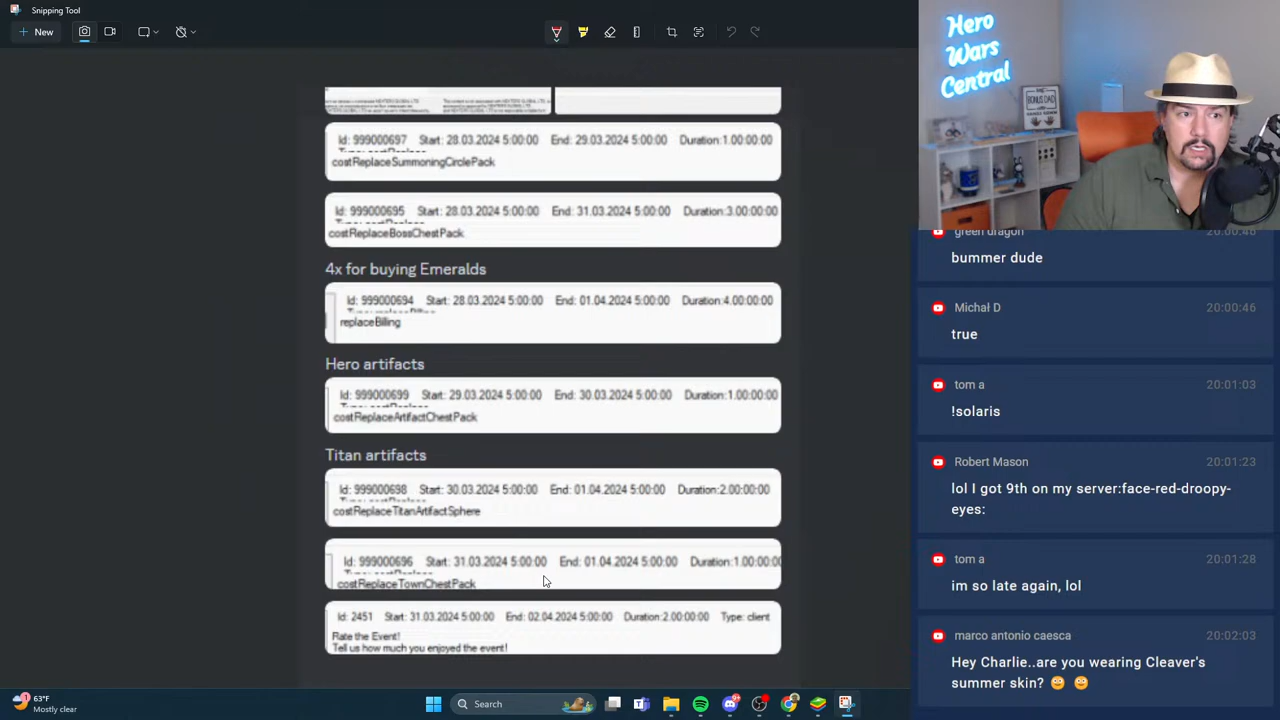 Snipping Tool
New
Hero
Wars
Central
BONUS DAD
Id: 999000697 Start: 28.03.2024 5:00:00 End: 29.03.2024 5:00:00 Duration:1.00:00:00
costReplaceSummoningCirclePack
Id: 999000695 Start: 28.03.2024 5:00:00 End: 31.03.2024 5:00:00 Duration:3.00:00:00
costReplaceBossChestPack
4x for buying Emeralds
Id: 999000694 Start: 28.03.2024 5:00:00 End: 01.04.2024 5:00:00 Duration:4.00:00:00
replaceBilling
Hero artifacts
Id: 999000699 Start: 29.03.2024 5:00:00 End: 30.03.2024 5:00:00 Duration:1.00:00:00
costReplaceArtifactChestPack
Titan artifacts
Id: 999000698 Start: 30.03.2024 5:00:00 End: 01.04.2024 5:00:00 Duration:2.00:00:00
costReplaceTitanArtifactSphere
Id: 999000696 Start: 31.03.2024 5:00:00 End: 01.04.2024 5:00:00 Duration:1.00:00:00
costReplaceTownChestPack
Id: 2451 Start: 31.03.2024 5:00:00 End: 02.04.2024 5:00:00 Duration:2.00:00:00 Type: client
Rate the Event!
Tell us how much you enjoyed the event!
green dragon 20:00:46
bummer dude
Michał D 20:00:46
true
tom a 20:01:03
!solaris
Robert Mason 20:01:23
lol I got 9th on my server:face-red-droopy-
eyes:
tom a 20:01:28
im so late again, lol
marco antonio caesca 20:02:03
Hey Charlie..are you wearing Cleaver's
summer skin?
1
63°F
Mostly clear
Search